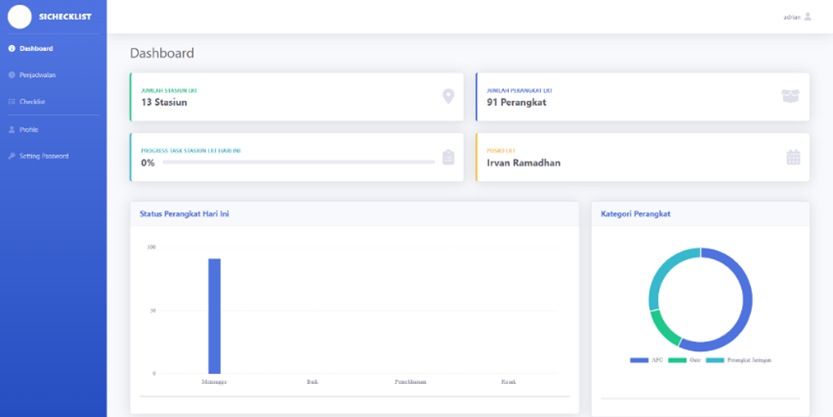 SICHECKLIST
adrian
Dashboard
Penjadwalan
Checklist
Profile
Setting Password
Dashboard
JUMLAH STASIUN LRT
13 Stasiun
JUMLAH PERANGKAT LRT
91 Perangkat
PROGRESS TASK STASIUN LRT HARI INI
0%
POSKO LRT
Irvan Ramadhan
Status Perangkat Hari Ini
100
50
0
Menunggu
Baik
Pemeliharaan
Rusak
Kategori Perangkat
AFC
Gate
Perangkat Jaringan